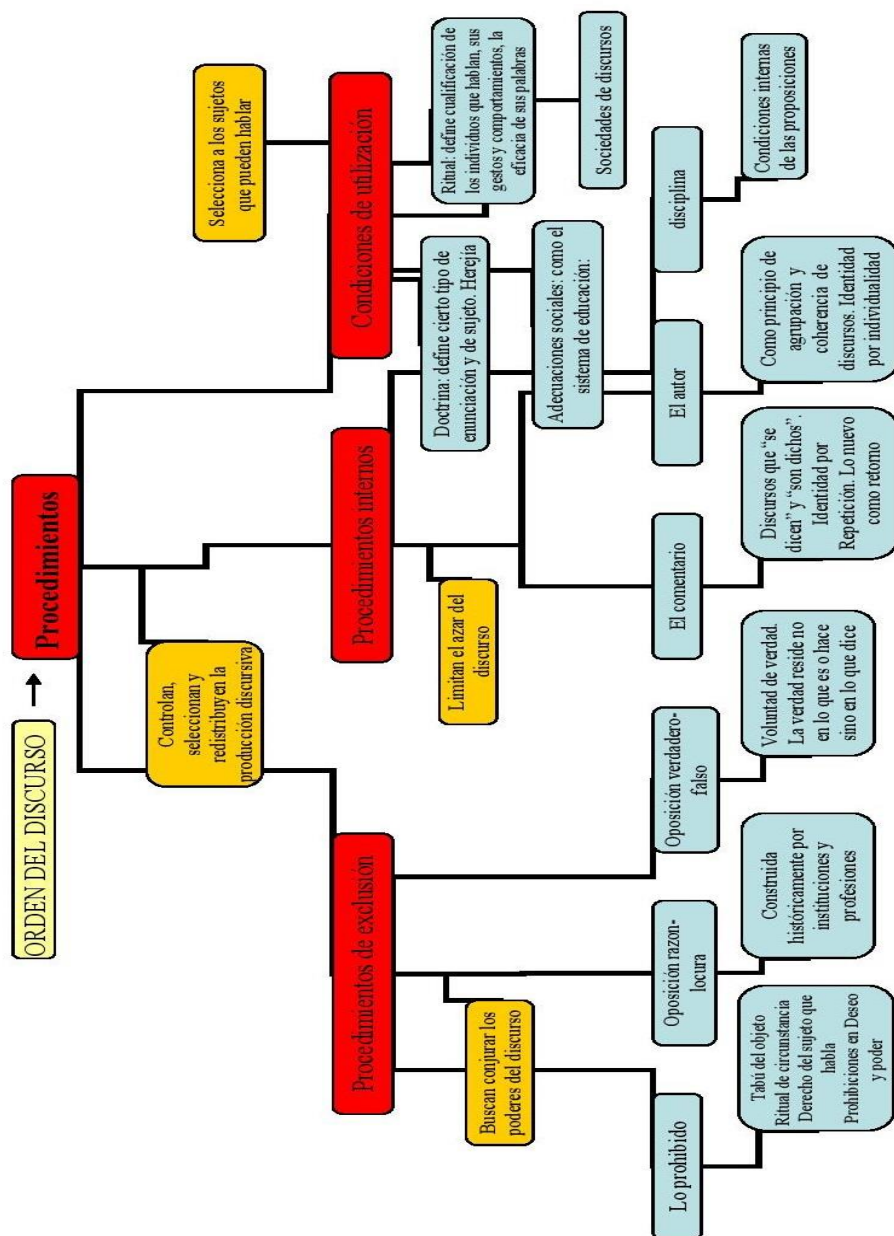 ORDEN DEL DISCURSO
Procedimientos
Controlan,
seleccionan y
redistribuyen la
producción discursiva
Procedimientos de exclusión
Buscan conjurar los
poderes del discurso
Lo prohibido
Tabú del objeto
Ritual de circunstancia
Derecho del sujeto que
habla
Prohibiciones en Deseo
y poder
Oposición razon-
locura
Construida
históricamente por
instituciones y
profesiones
Oposición verdadero-
falso
Voluntad de verdad.
La verdad reside no
en lo que es o hace
sino en lo que dice
Procedimientos internos
Limitan el azar del
discurso
El comentario
Discursos que “se
dicen” y “son dichos”.
Identidad por
Repetición. Lo nuevo
como retorno
El autor
Como principio de
agrupación y
coherencia de
discursos. Identidad
por individualidad
disciplina
Condiciones internas
de las proposiciones
Condiciones de utilización
Selecciona a los sujetos
que pueden hablar
Doctrina: define cierto tipo de
enunciación y de sujeto. Herejia
Adecuaciones sociales: como el
sistema de educación:
Ritual: define cualificación de
los individuos que hablan, sus
gestos y comportamientos, la
eficacia de sus palabras
Sociedades de discursos